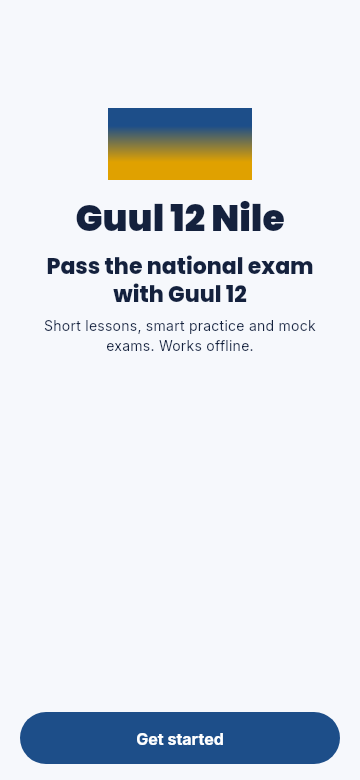 Guul 12 Nile
Pass the national exam
with Guul 12
Short lessons, smart practice and mock
exams. Works offline.
Get started